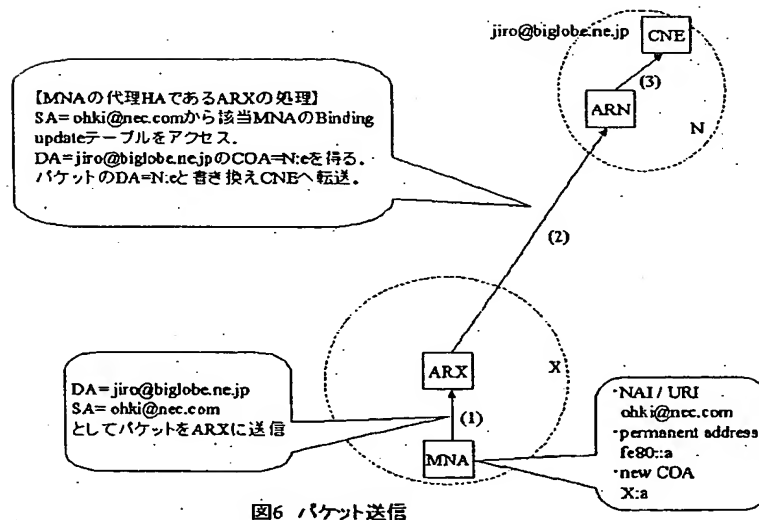 jiro@biglobe.ne.jp
CNE
(3)
ARN
N
【MNAの代理HAであるARXの処理】
SA=ohki@nec.comから該当MNAのBinding
updateテーブルをアクセス.
DA=jiro@biglobe.ne.jpのCOA=N:eを得る.
パケットのDA=N:eと書き換えCNEへ転送。
(2)
ARX
X
DA=jiro@biglobe.ne.jp
SA= ohki@nec.com
としてパケットをARXに送信
(1)
MNA
・NAI / URI
ohki@nec.com
・permanent address
fe80::a
・new COA
X:a
図6 パケット送信